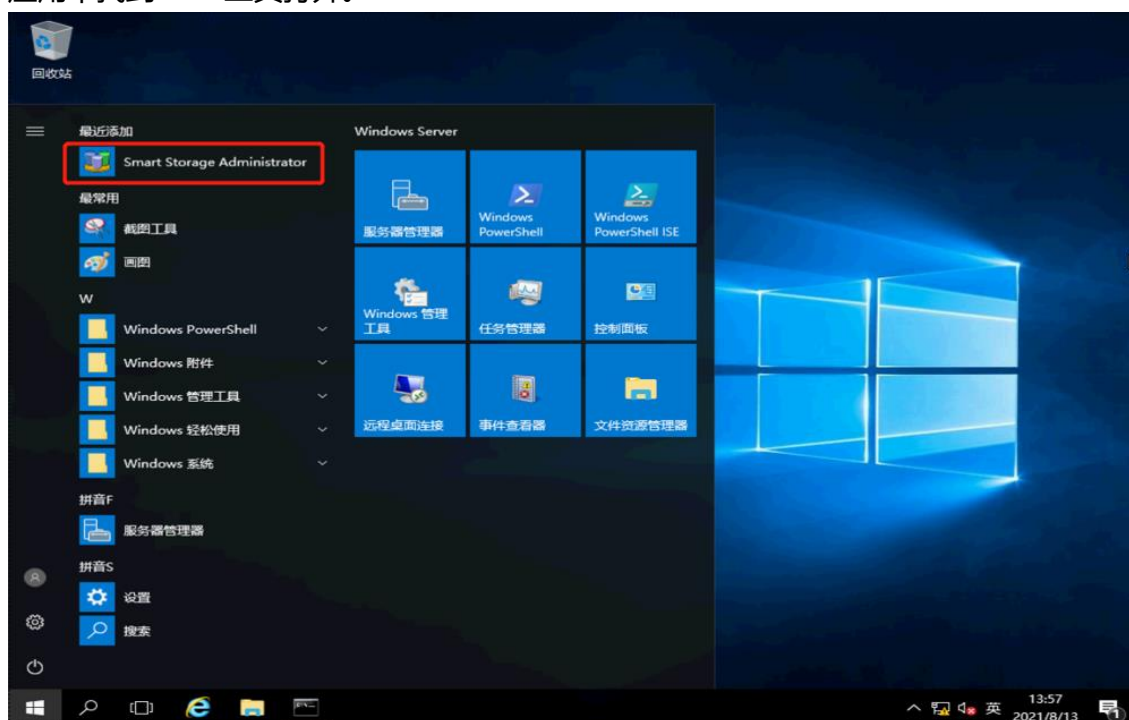 回收站
最近添加
Smart Storage Administrator
最常用
截图工具
画图
W
Windows PowerShell
Windows 附件
Windows 管理工具
Windows 轻松使用
Windows 系统
拼音F
服务器管理器
拼音S
设置
搜索
Windows Server
服务器管理器
Windows PowerShell
Windows PowerShell ISE
Windows 管理工具
任务管理器
控制面板
远程桌面连接
事件查看器
文件资源管理器
英
13:57
2021/8/13
1